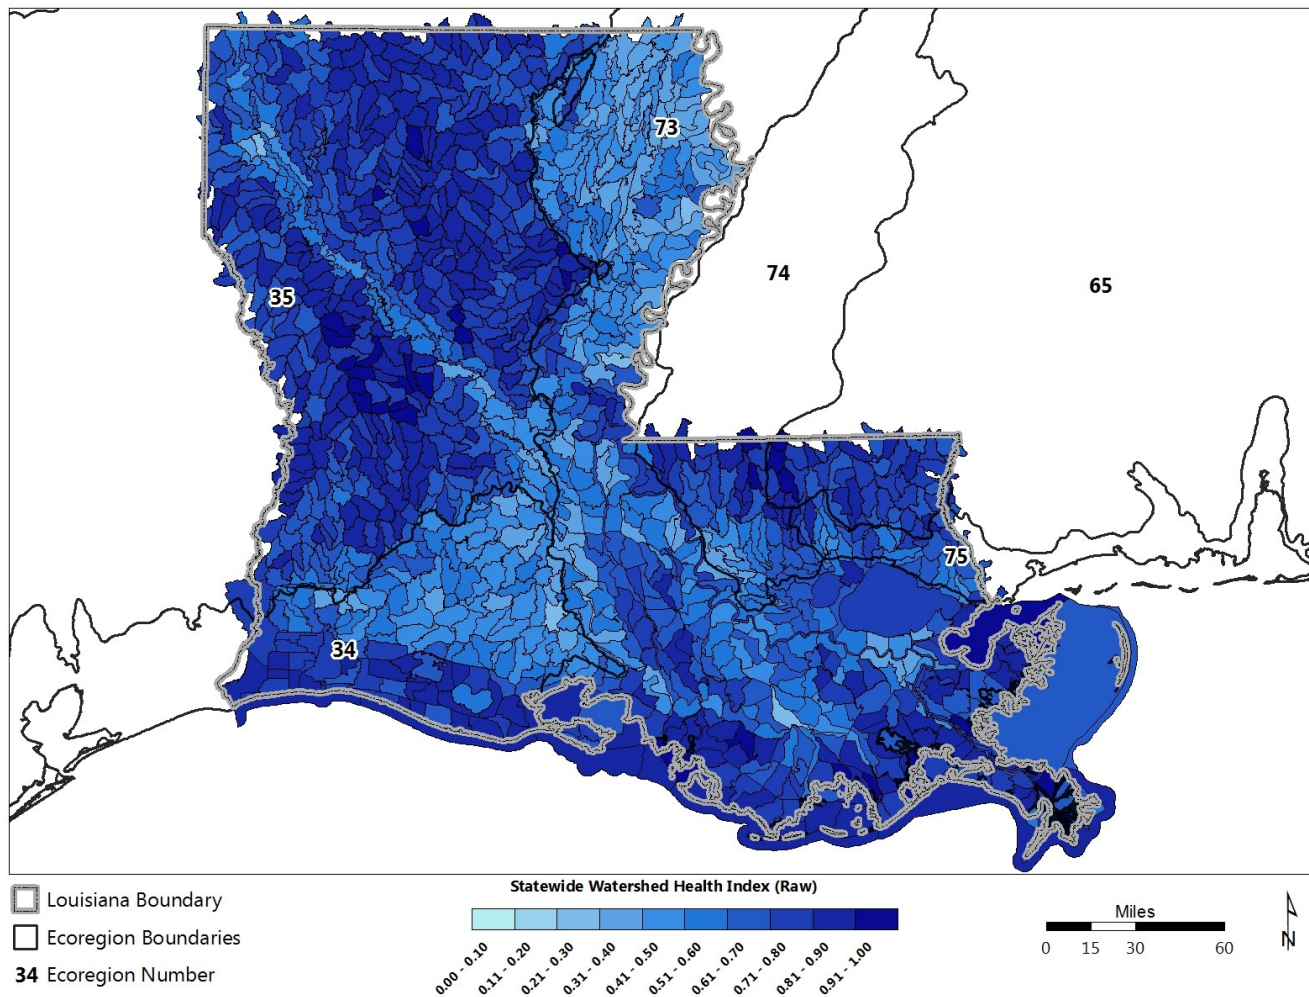 73
74
65
35
75
34
Louisiana Boundary
Ecoregion Boundaries
34 Ecoregion Number
Statewide Watershed Health Index (Raw)
0.00 - 0.10
0.11 - 0.20
0.21 - 0.30
0.31 - 0.40
0.41 - 0.50
0.51 - 0.60
0.61 - 0.70
0.71 - 0.80
0.81 - 0.90
0.91 - 1.00
Miles
0 15 30 60
N